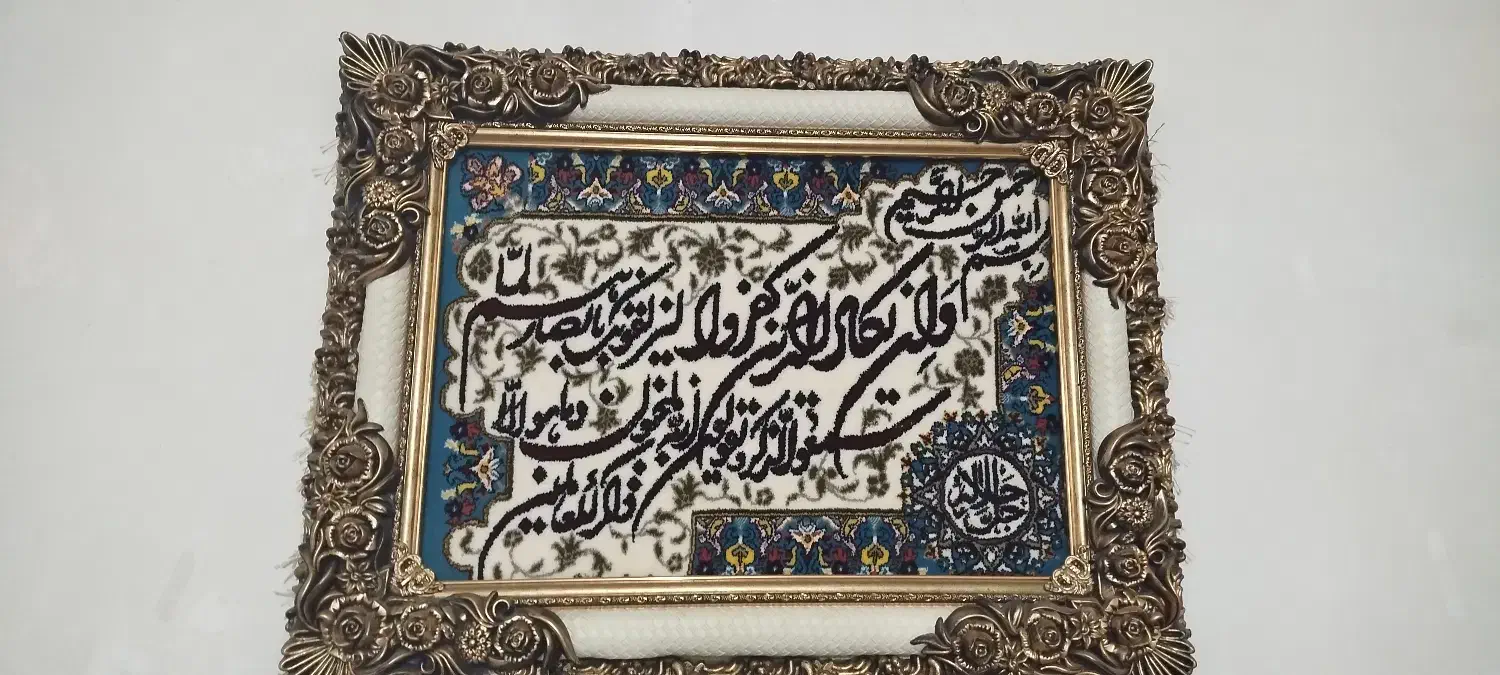 بسم الله الرحمن الرحیم
وان یکاد الذین کفروا لیزلقونک بابصارهم لما
سمعوا الذکر و یقولون انه لمجنون وما هو الا
ذکر للعالمین
جل جلاله